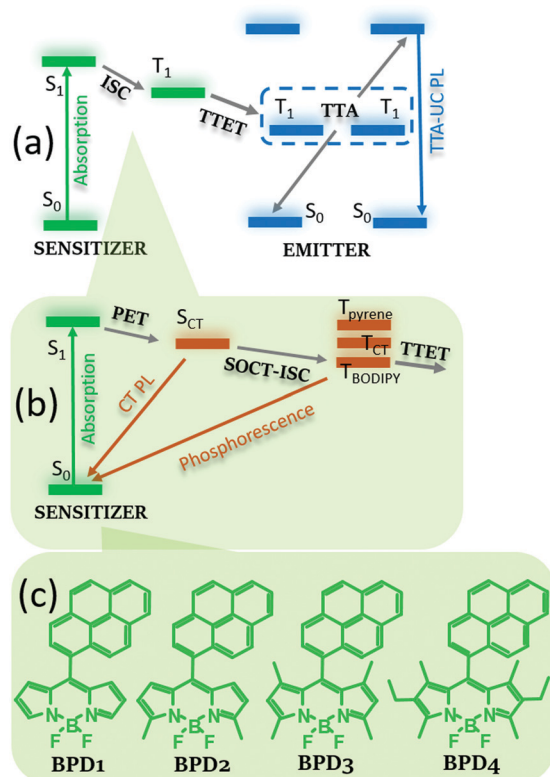 (a)
S1
Absorption
S0
SENSITIZER
ISC
T1
TTET
T1
TTA
T1
TTA-UC PL
S0
S0
EMITTER
(b)
S1
Absorption
S0
SENSITIZER
PET
SCT
CT PL
SOCT-ISC
Phosphorescence
Tpyrene
TCT
TBODIPY
TTET
(c)
N
N
B
F
F
BPD1
N
N
B
F
F
BPD2
N
N
B
F
F
BPD3
N
N
B
F
F
BPD4